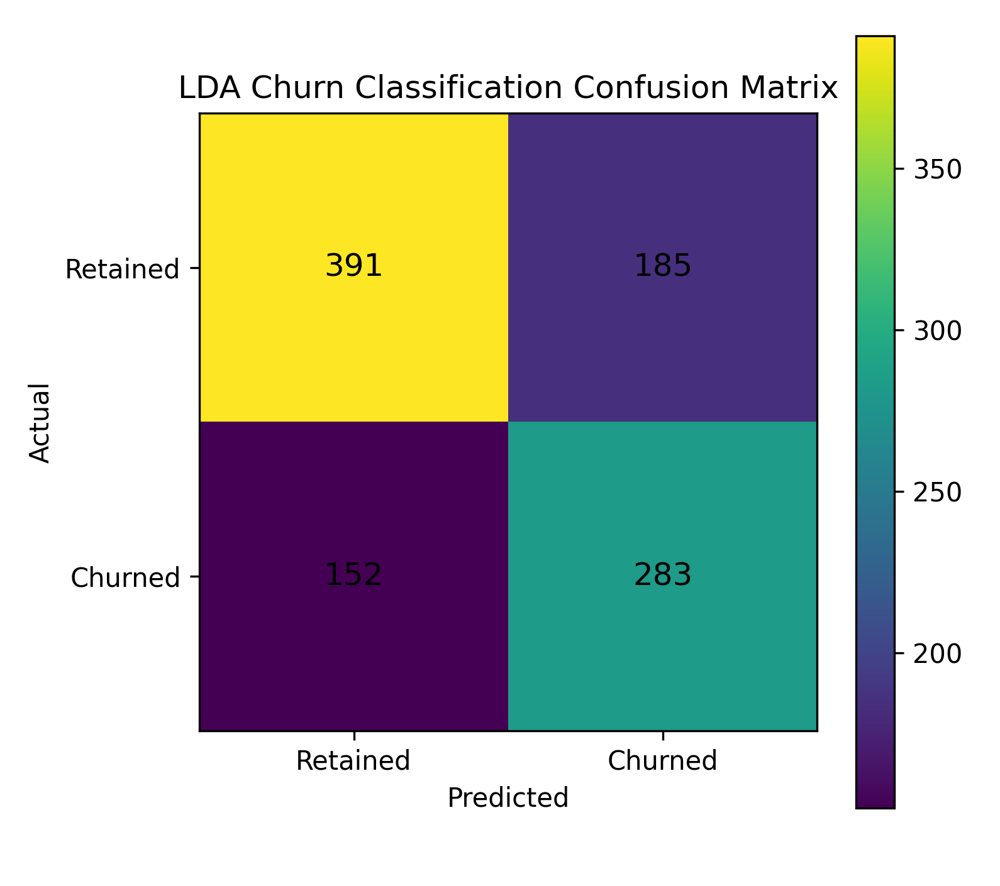 LDA Churn Classification Confusion Matrix
350
300
250
200
Actual
Retained
Churned
391
185
152
283
Retained
Churned
Predicted